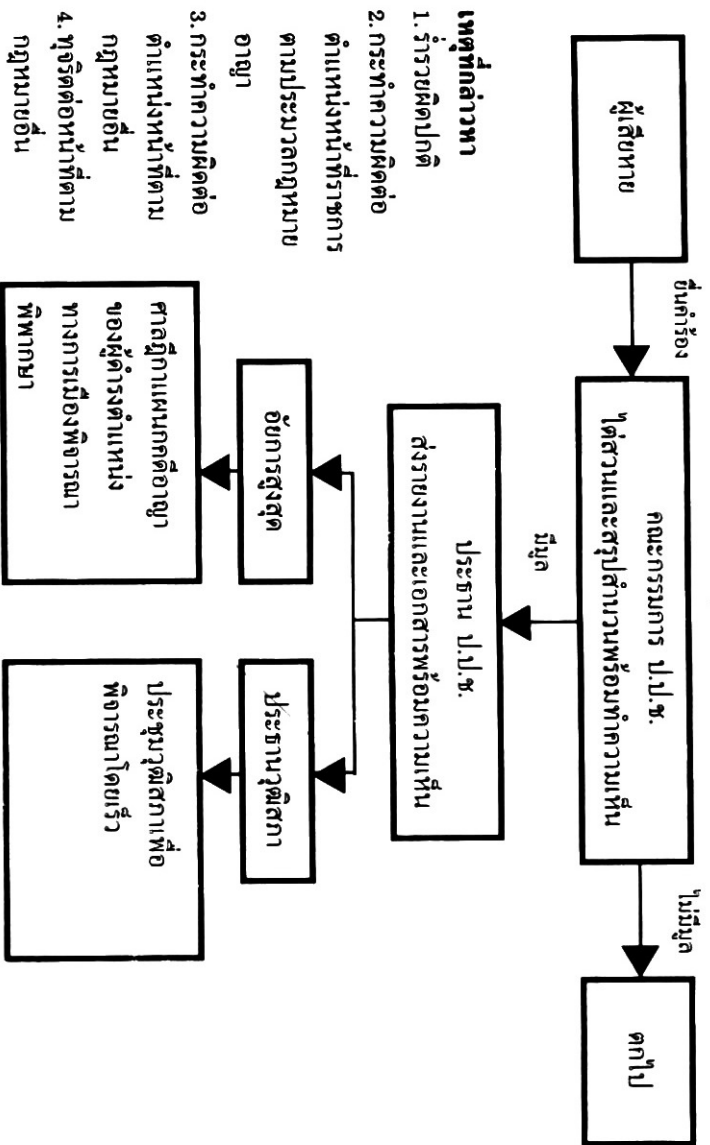 ผู้เสียหาย
ยื่นคำร้อง
คณะกรรมการ ป.ป.ช.
ไต่สวนและสรุปสำนวนพร้อมทำความเห็น
ไม่มีมูล
ตกไป
มีมูล
ประธาน ป.ป.ช.
ส่งรายงานและเอกสารพร้อมความเห็น
อัยการสูงสุด
ประธานวุฒิสภา
ศาลฎีกาแผนกคดีอาญา
ของผู้ดำรงตำแหน่ง
ทางการเมืองพิจารณา
พิพากษา
ประชุมวุฒิสภาเพื่อ
พิจารณาโดยเร็ว
เหตุที่กล่าวหา
1. ร่ำรวยผิดปกติ
2. กระทำความผิดต่อ
ตำแหน่งหน้าที่ราชการ
ตามประมวลกฎหมาย
อาญา
3. กระทำความผิดต่อ
ตำแหน่งหน้าที่ตาม
กฎหมายอื่น
4. ทุจริตต่อหน้าที่ตาม
กฎหมายอื่น